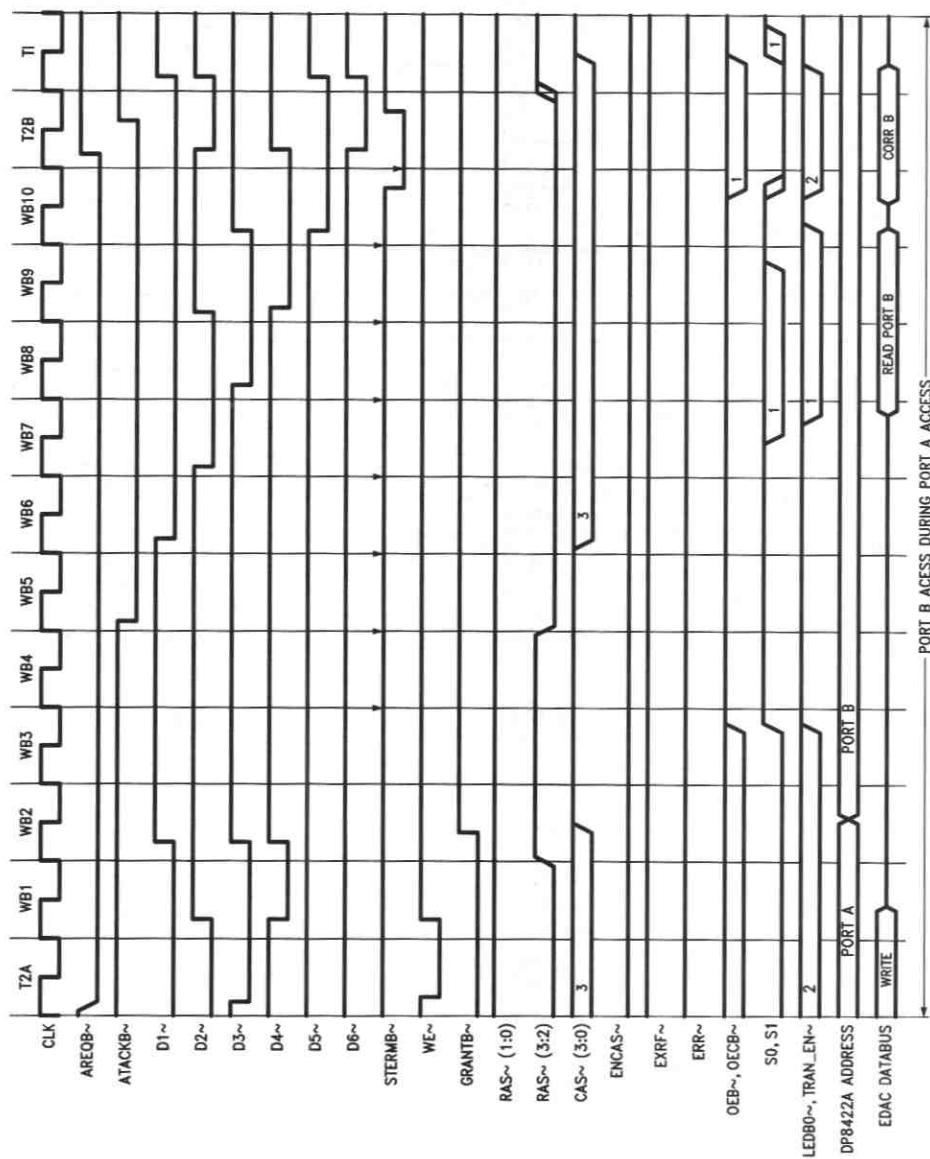 T2A WB1 WB2 WB3 WB4 WB5 WB6 WB7 WB8 WB9 WB10 T2B T1
CLK
AREQB~
ATACKB~
D1~
D2~
D3~
D4~
D5~
D6~
STERMB~
WE~
GRANTB~
RAS~ (1:0)
RAS~ (3:2)
CAS~ (3:0) 3 3
ENCAS~
EXRF~
ERR~
OEB~, OECB~ 1
S0, S1 1 1
LEDBO~, TRAN_EN~ 2 1 2
DP8422A ADDRESS PORT A PORT B
EDAC DATABUS WRITE READ PORT B CORR B
PORT B ACESS DURING PORT A ACCESS